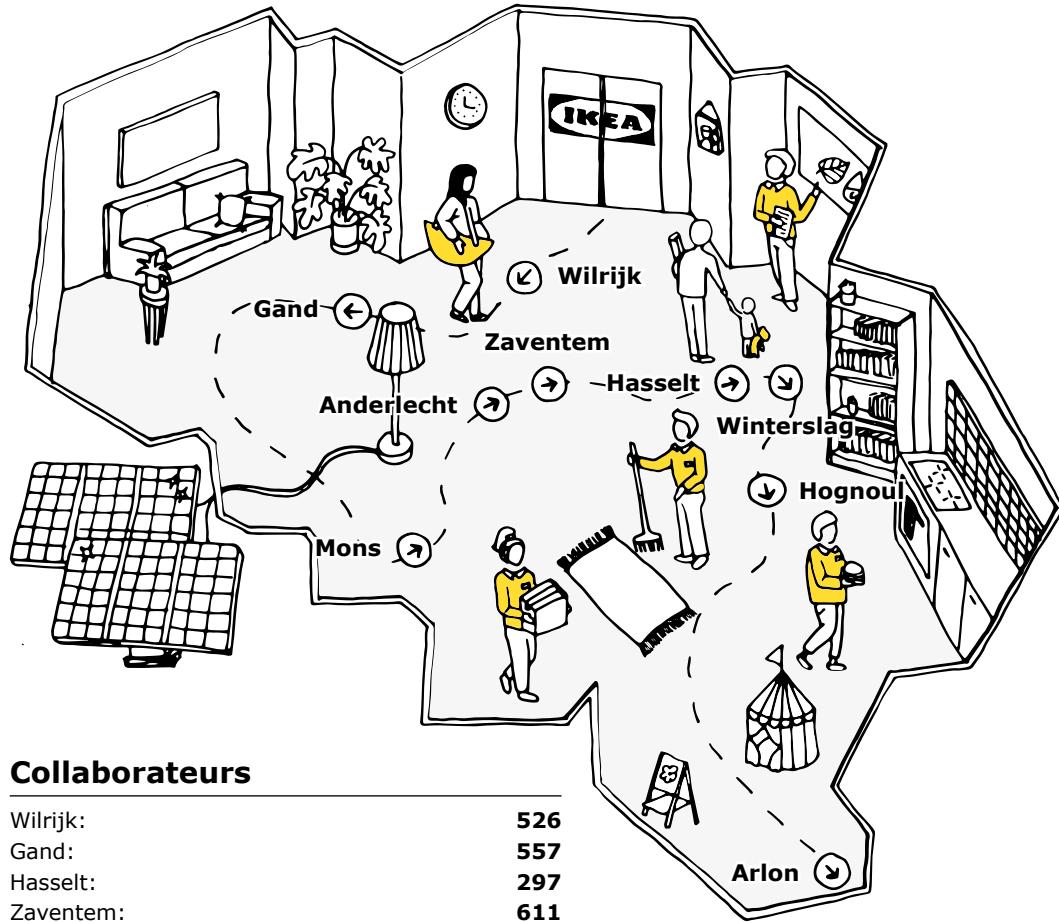 IKEA
Wilrijk
Gand
Zaventem
Hasselt
Anderlecht
Winterslag
Hognoul
Mons
Arlon
Collaborateurs
Wilrijk: 526
Gand: 557
Hasselt: 297
Zaventem: 611